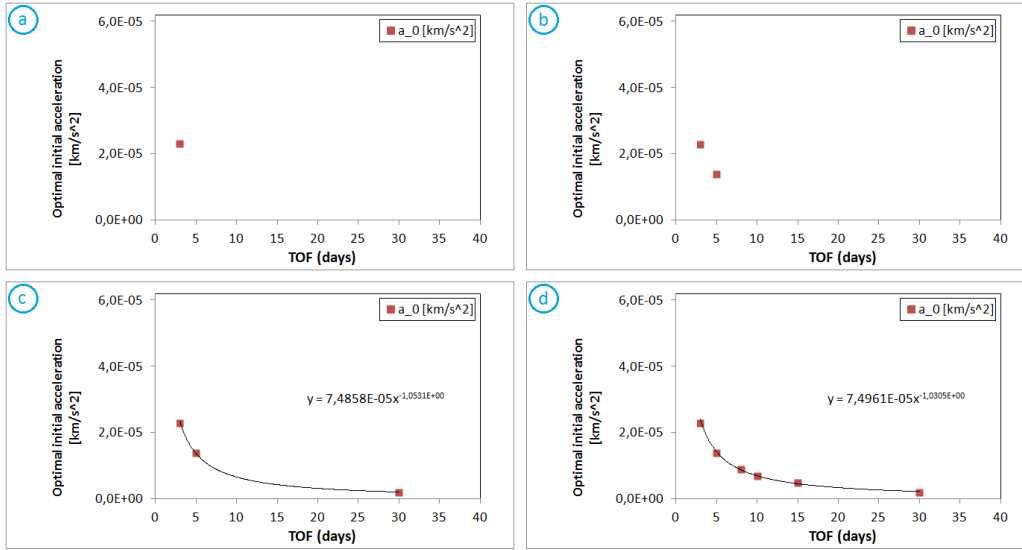 a
6,0E-05
4,0E-05
2,0E-05
0,0E+00
Optimal initial acceleration
[km/s^2]
a_0 [km/s^2]
0 5 10 15 20 25 30 35 40
TOF (days)
b
6,0E-05
4,0E-05
2,0E-05
0,0E+00
Optimal initial acceleration
[km/s^2]
a_0 [km/s^2]
0 5 10 15 20 25 30 35 40
TOF (days)
c
6,0E-05
4,0E-05
2,0E-05
0,0E+00
Optimal initial acceleration
[km/s^2]
a_0 [km/s^2]
y = 7,4858E-05x^-1,0531E+00
0 5 10 15 20 25 30 35 40
TOF (days)
d
6,0E-05
4,0E-05
2,0E-05
0,0E+00
Optimal initial acceleration
[km/s^2]
a_0 [km/s^2]
y = 7,4961E-05x^-1,0305E+00
0 5 10 15 20 25 30 35 40
TOF (days)